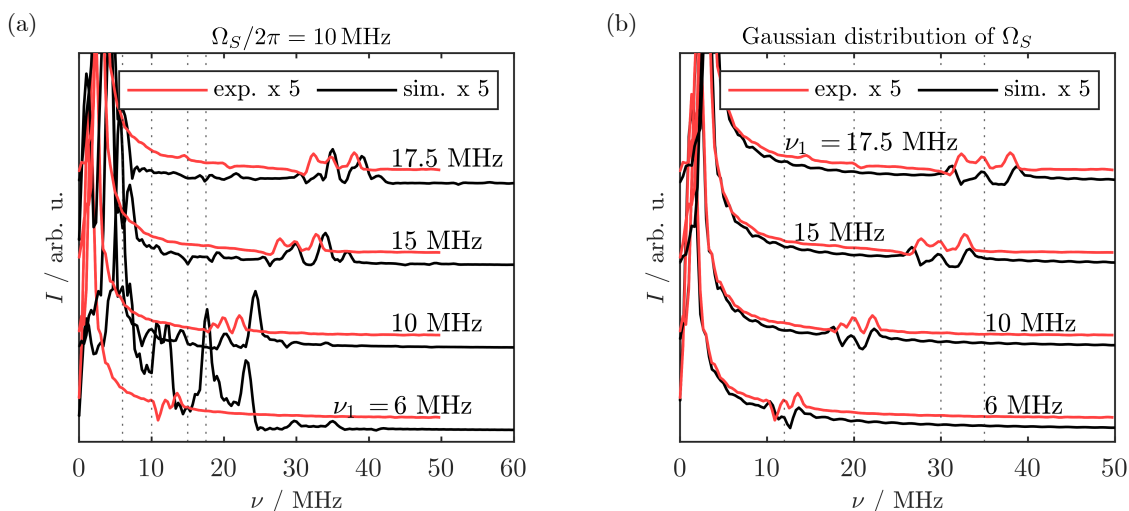 (a)
Ω_S/2π = 10 MHz
exp. x 5 sim. x 5
17.5 MHz
15 MHz
10 MHz
ν₁ = 6 MHz
I / arb. u.
0 10 20 30 40 50 60
ν / MHz
(b)
Gaussian distribution of Ω_S
exp. x 5 sim. x 5
ν₁ = 17.5 MHz
15 MHz
10 MHz
6 MHz
I / arb. u.
0 10 20 30 40 50
ν / MHz